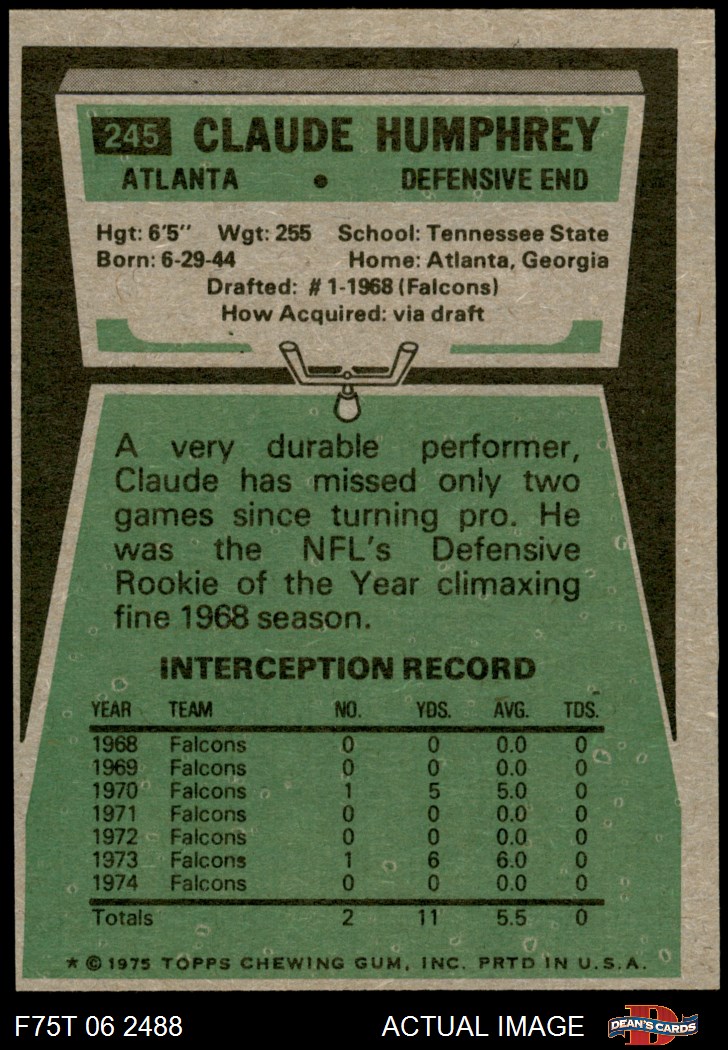 245 CLAUDE HUMPHREY
ATLANTA • DEFENSIVE END
Hgt: 6'5" Wgt: 255 School: Tennessee State
Born: 6-29-44 Home: Atlanta, Georgia
Drafted: #1-1968 (Falcons)
How Acquired: via draft
A very durable performer,
Claude has missed only two
games since turning pro. He
was the NFL's Defensive
Rookie of the Year climaxing
fine 1968 season.
INTERCEPTION RECORD
YEAR TEAM NO. YDS. AVG. TDS.
1968 Falcons 0 0 0.0 0
1969 Falcons 0 0 0.0 0
1970 Falcons 1 5 5.0 0
1971 Falcons 0 0 0.0 0
1972 Falcons 0 0 0.0 0
1973 Falcons 1 6 6.0 0
1974 Falcons 0 0 0.0 0
Totals 2 11 5.5 0
* © 1975 TOPPS CHEWING GUM, INC. PRTD IN U.S.A.
F75T 06 2488 ACTUAL IMAGE D DEAN'S CARDS